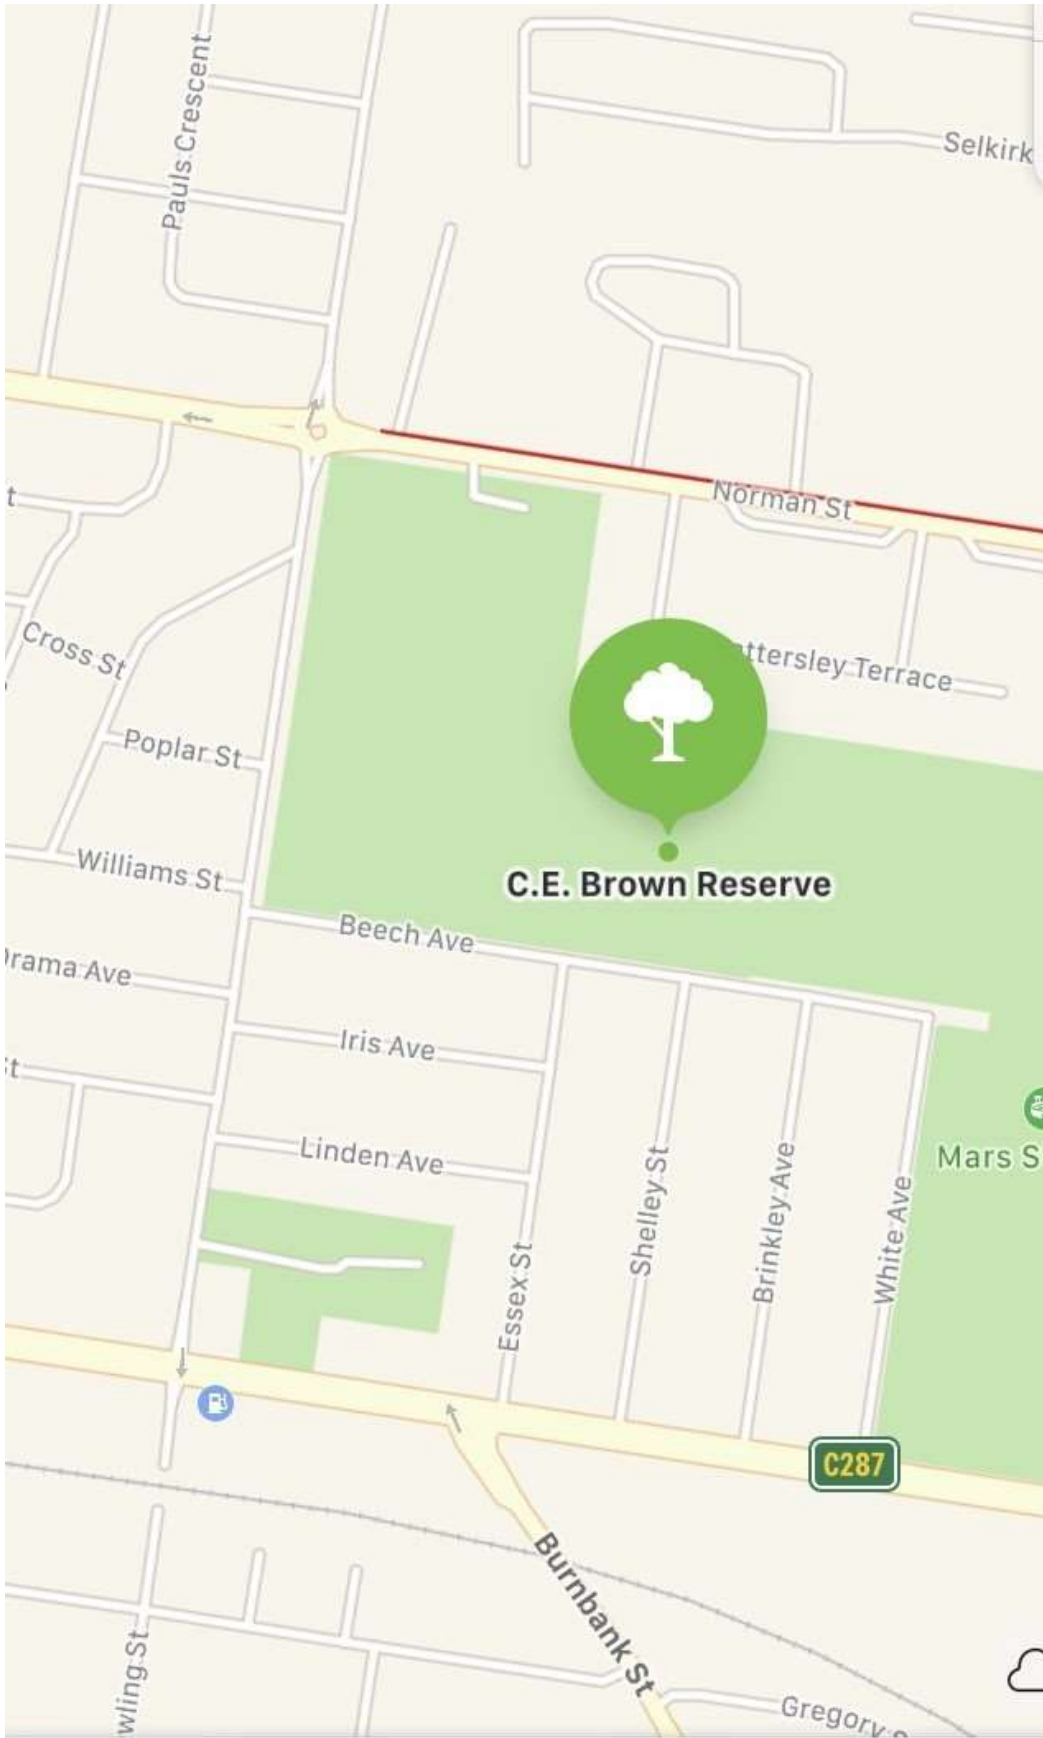 Pauls Crescent
Selkirk
Norman St
t
Cross St
ttersley Terrace
Poplar St
Williams St
C.E. Brown Reserve
Beech Ave
rama Ave
Iris Ave
t
Linden Ave
Mars S
Shelley St
Brinkley Ave
White Ave
Essex St
C287
Burnbank St
wling St
Gregory S